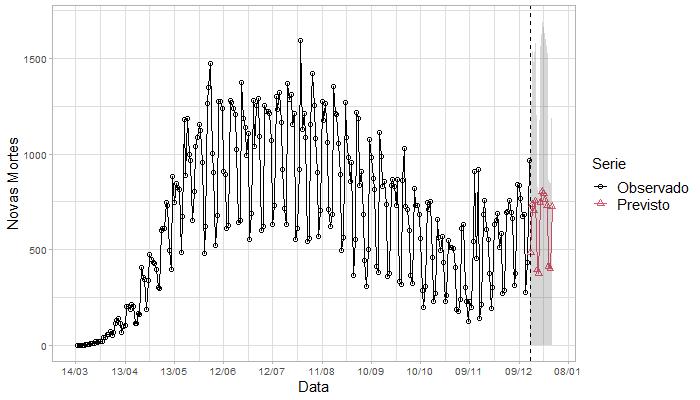 1500
1000
500
0
Novas Mortes
14/03 13/04 13/05 12/06 12/07 11/08 10/09 10/10 09/11 09/12 08/01
Data
Serie
Observado
Previsto